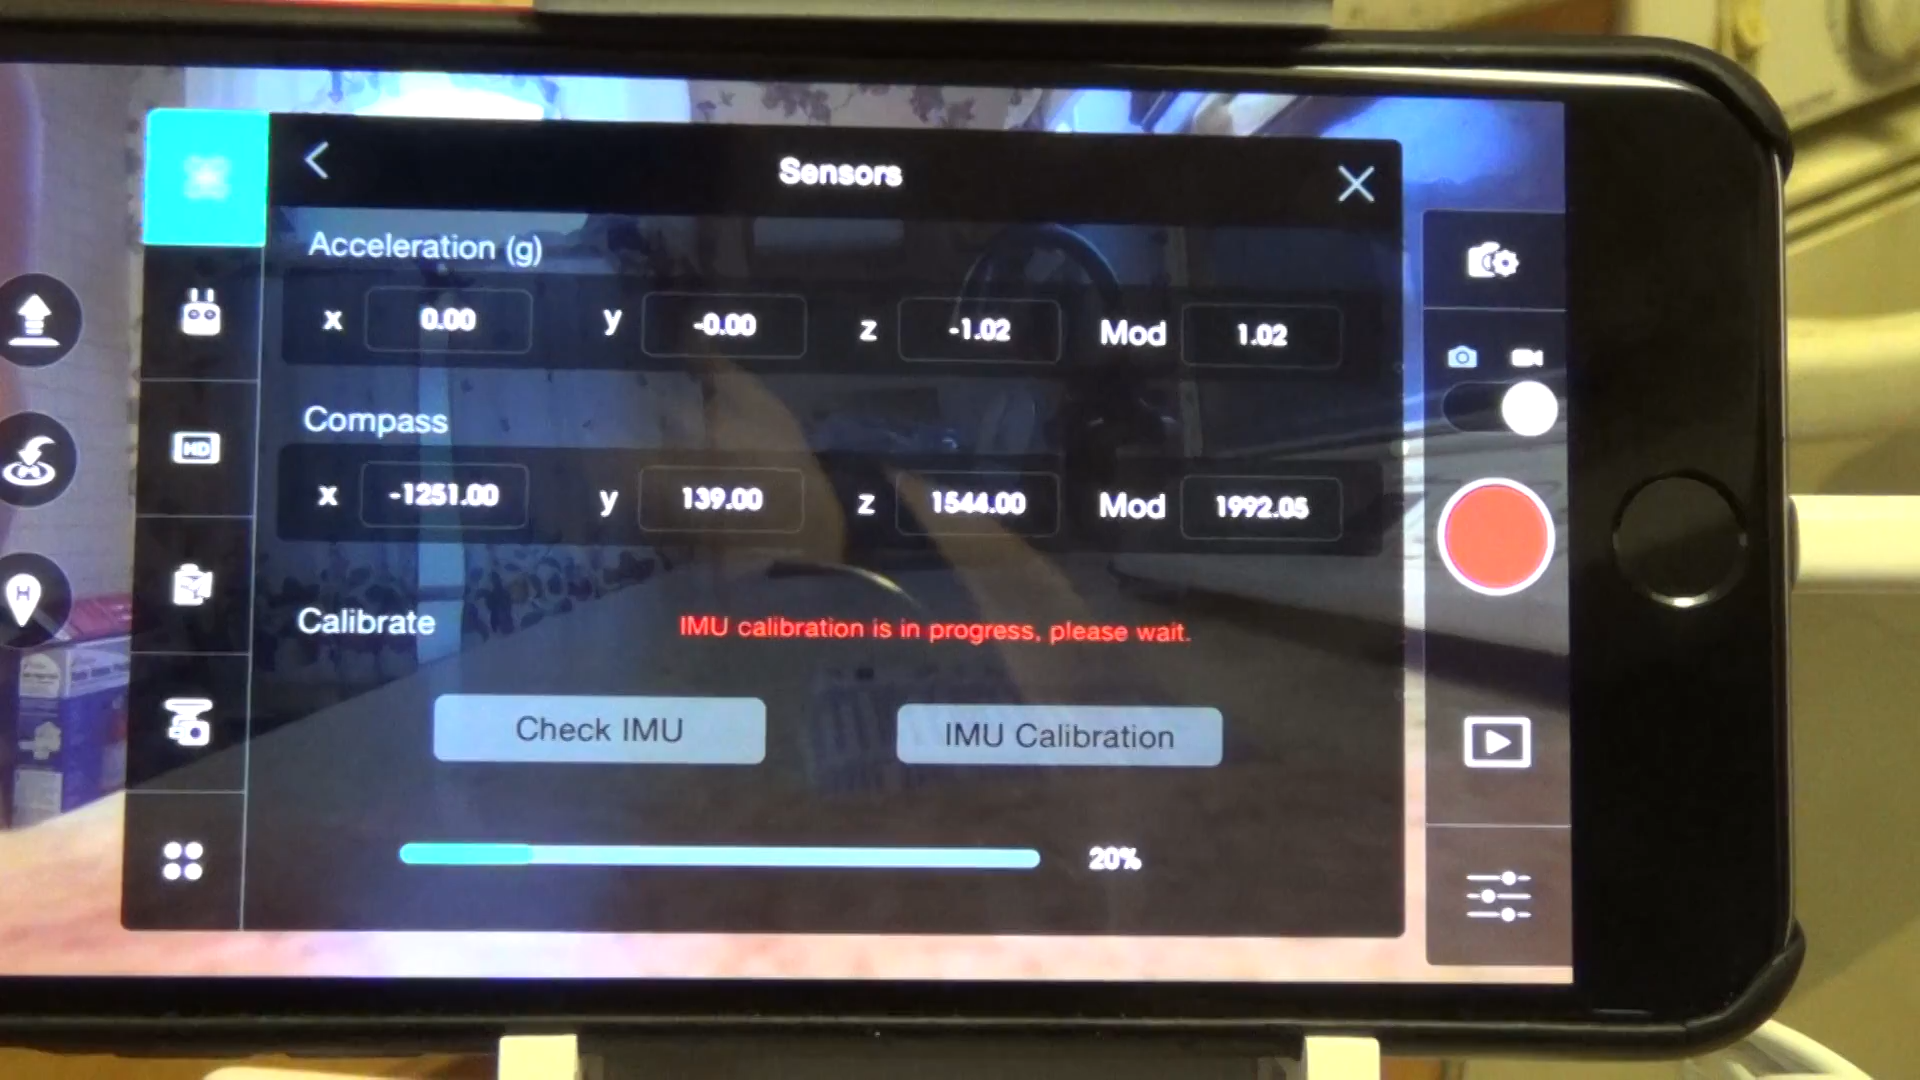 Sensors
Acceleration (g)
x 0.00 y -0.00 z -1.02 Mod 1.02
Compass
x -1251.00 y 139.00 z 1544.00 Mod 1992.05
HD
H
Calibrate IMU calibration is in progress, please wait.
Check IMU IMU Calibration
20%